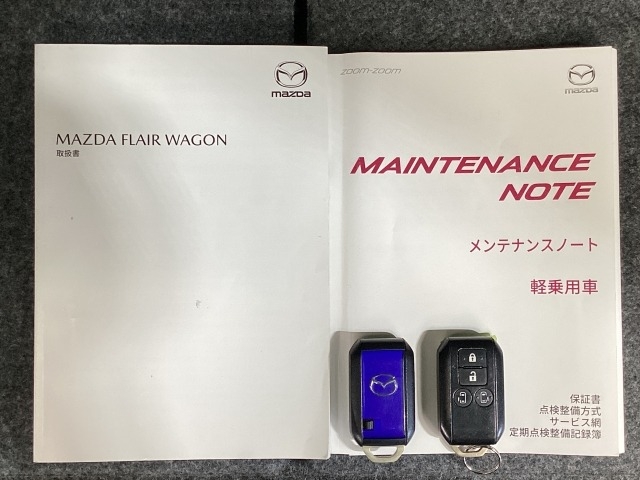 mazda
MAZDA FLAIR WAGON
取扱書
zoom-zoom
mazda
MAINTENANCE
NOTE
メンテナンスノート
軽乗用車
保証書
点検整備方式
サービス網
定期点検整備記録簿